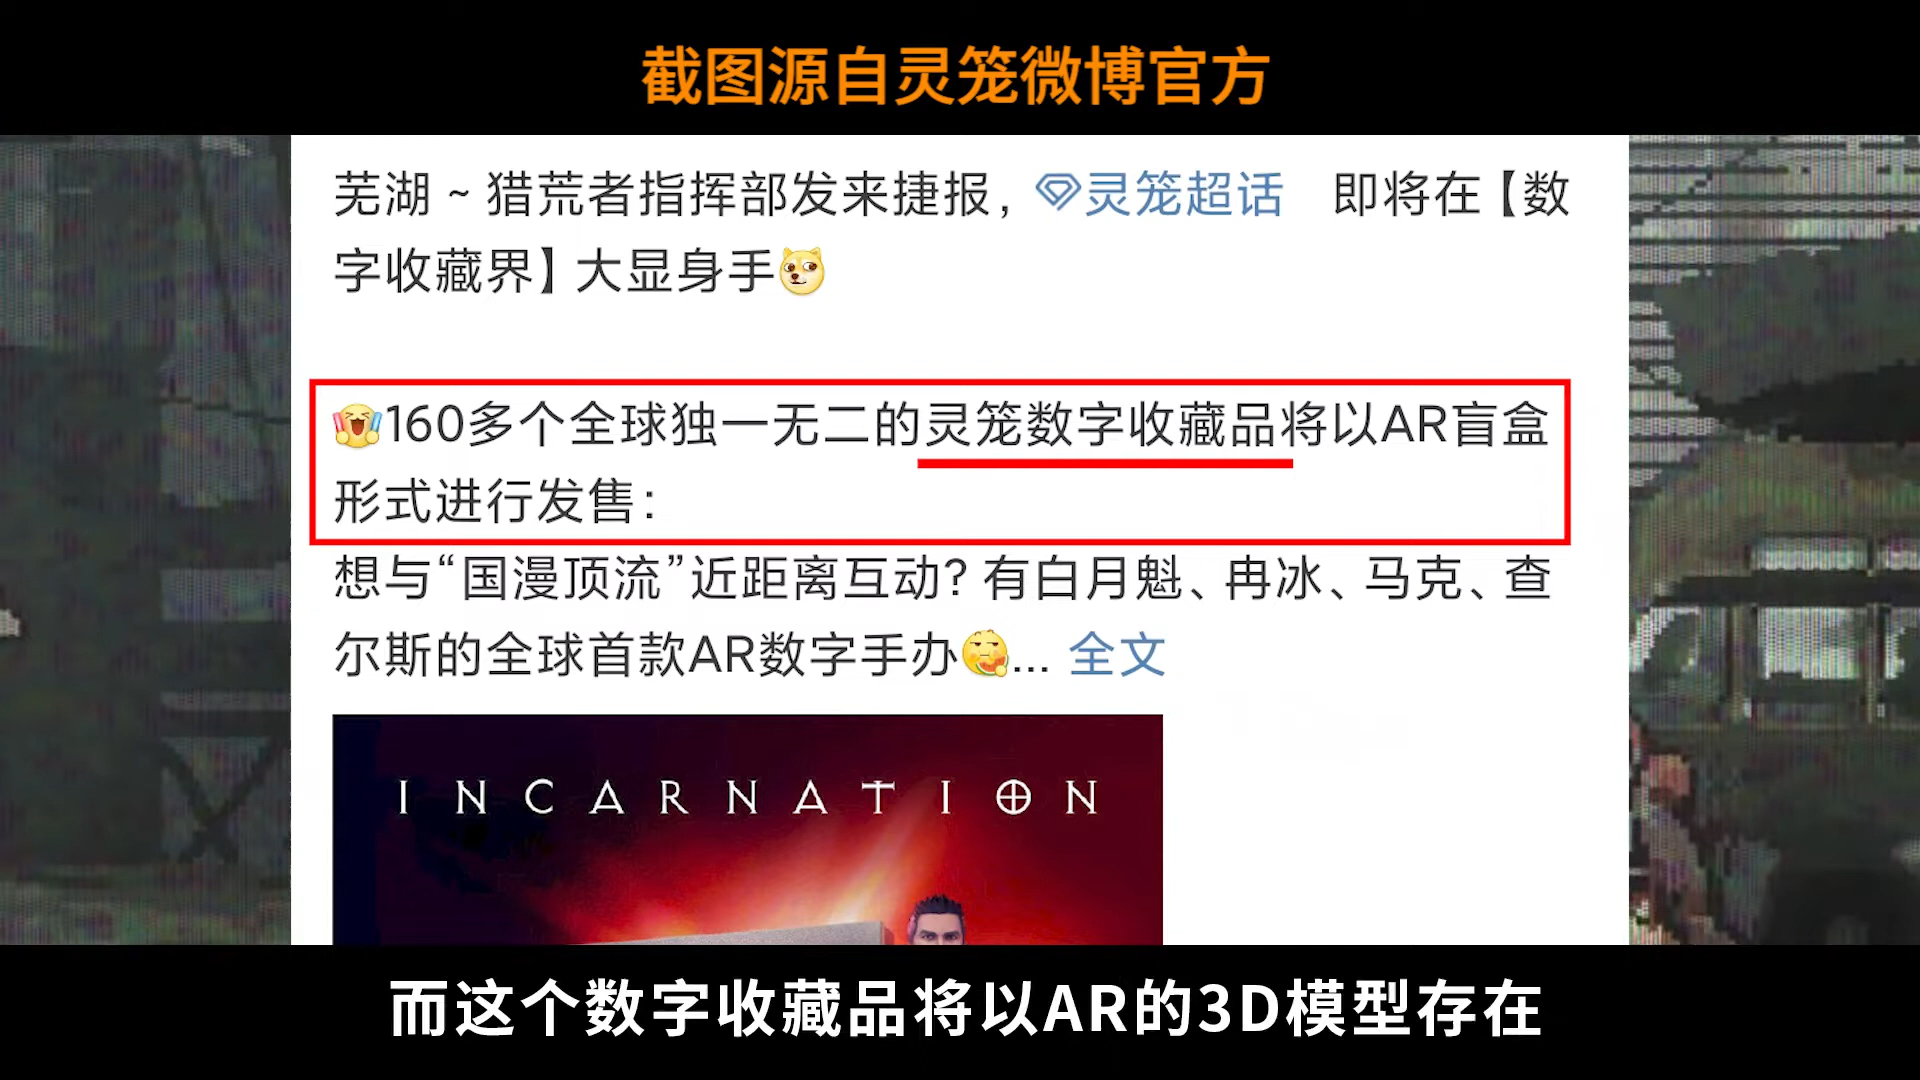 截图源自灵笼微博官方
芜湖～猎荒者指挥部发来捷报，灵笼超话 即将在【数
字收藏界】大显身手
160多个全球独一无二的灵笼数字收藏品将以AR盲盒
形式进行发售：
想与“国漫顶流”近距离互动？有白月魁、冉冰、马克、查
尔斯的全球首款AR数字手办... 全文
INCARNATION
而这个数字收藏品将以AR的3D模型存在